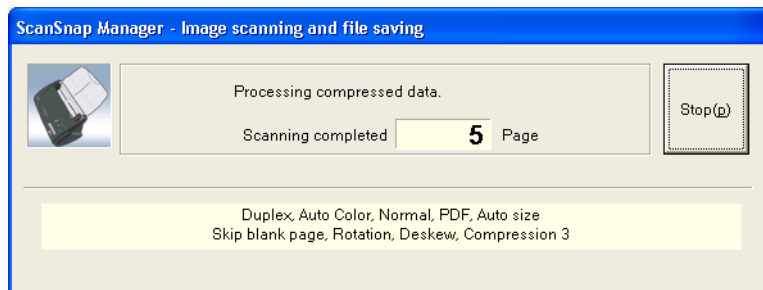 ScanSnap Manager - Image scanning and file saving
Processing compressed data.
Scanning completed 5 Page
Stop(p)
Duplex, Auto Color, Normal, PDF, Auto size
Skip blank page, Rotation, Deskew, Compression 3